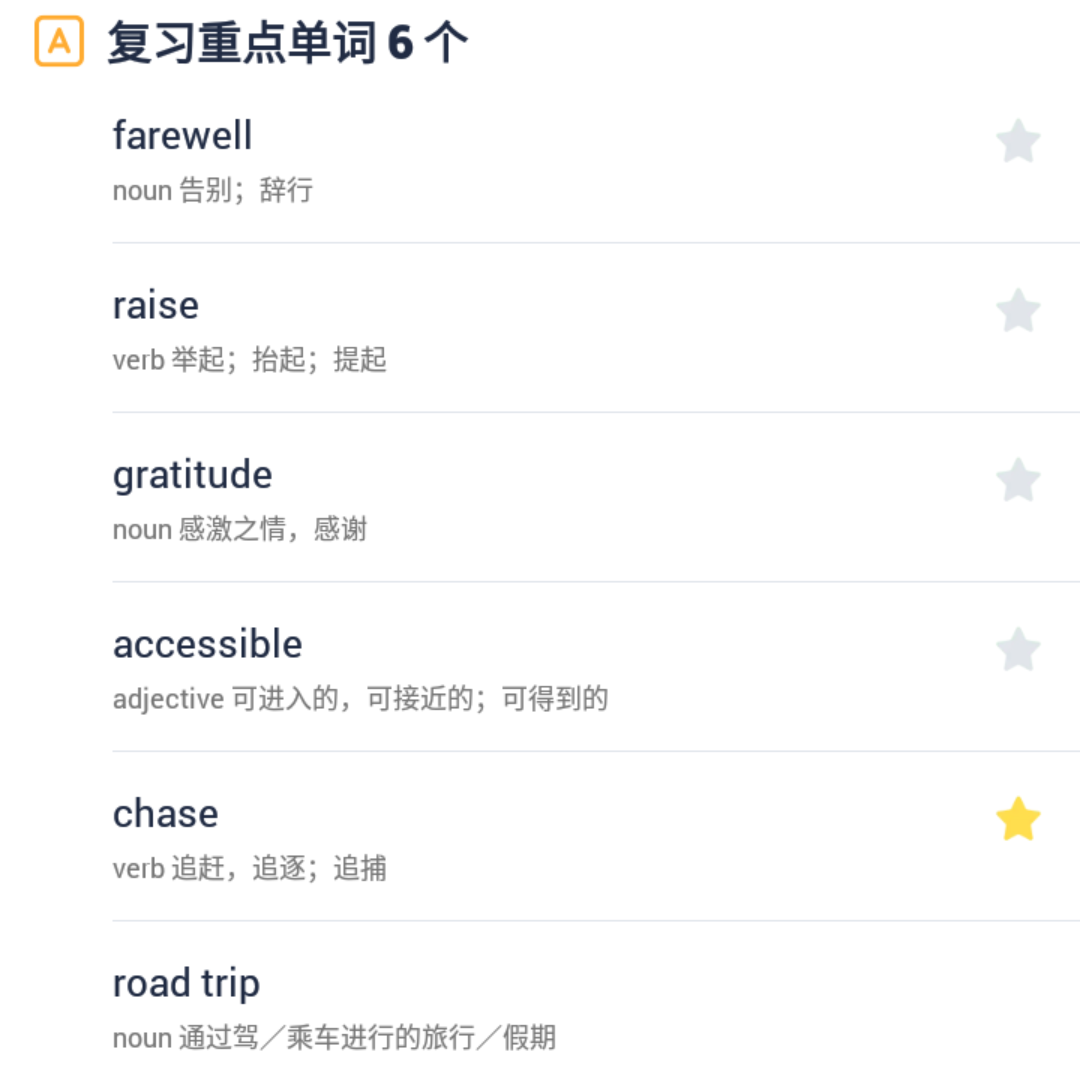 A 复习重点单词 6 个
farewell
noun 告别；辞行
raise
verb 举起；抬起；提起
gratitude
noun 感激之情，感谢
accessible
adjective 可进入的，可接近的；可得到的
chase
verb 追赶，追逐；追捕
road trip
noun 通过驾／乘车进行的旅行／假期